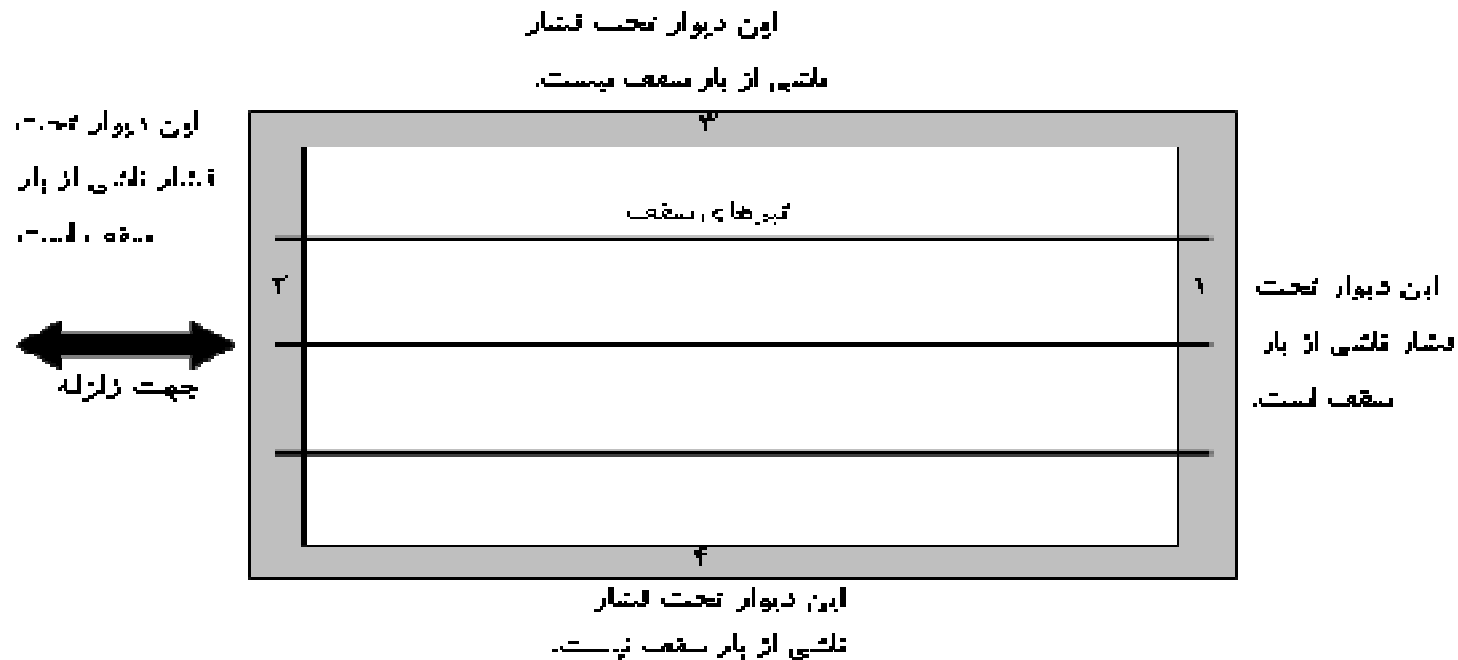 این دیوار تحت فشار
ناشی از بار سقف نیست.
۳
این دیوار تحت
فشار ناشی از بار
سقف است
تیرهای سقف
۲
۱
این دیوار تحت
فشار ناشی از بار
سقف است.
جهت زلزله
۴
این دیوار تحت فشار
ناشی از بار سقف نیست.